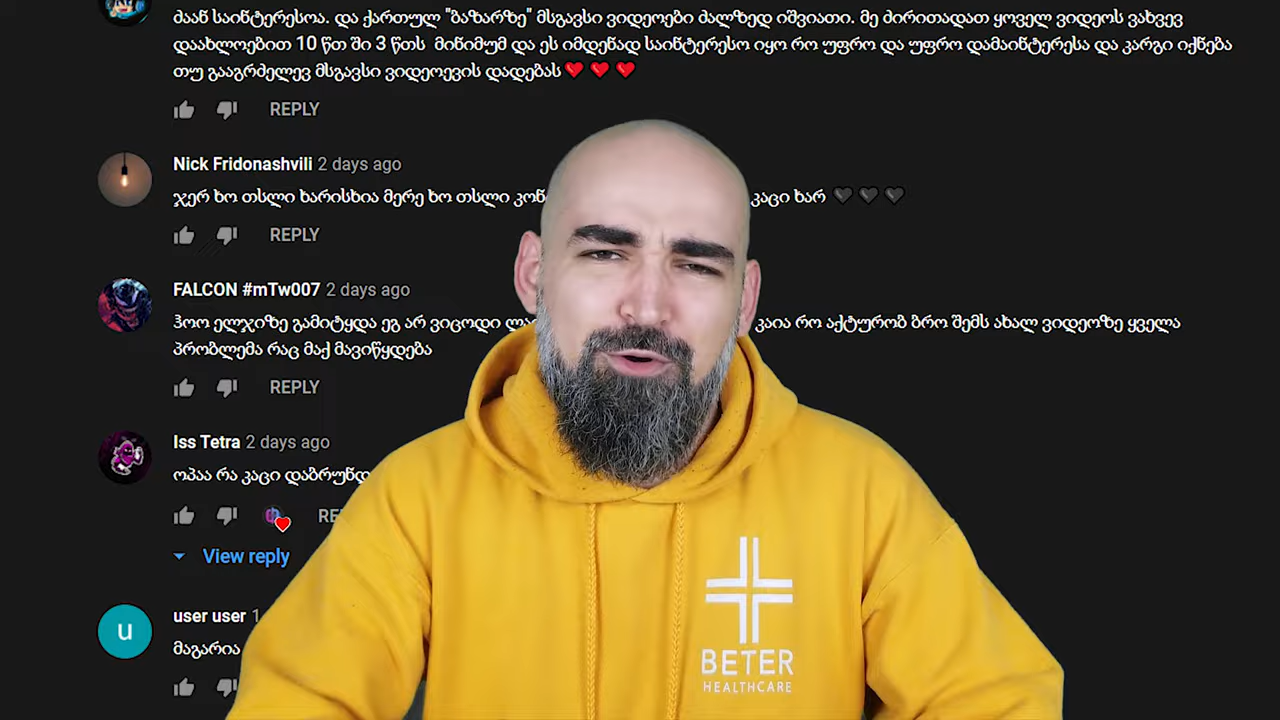 ძაან საინტერესოა. და ქართულ "ბაზარზე" მსგავსი ვიდეოები ძალზედ იშვიათი. მე ძირითადათ ყოველ ვიდეოს ვახვევ
დაახლოებით 10 წთ ში 3 წთს მინიმუმ და ეს იმდენად საინტერესო იყო რო უფრო და უფრო დამაინტერესა და კარგი იქნება
თუ გააგრძელევ მსგავსი ვიდეოევის დადებას❤️ ❤️ ❤️
REPLY
Nick Fridonashvili 2 days ago
ჯერ ხო თსლი ხარისხია მერე ხო თსლი კაცი ხარ 🖤 🖤 🖤
REPLY
FALCON #mTw007 2 days ago
ჰოო ელჯიზე გამიტყდა ეგ არ ვიცოდი კაია რო აქტურობ ბრო შემს ახალ ვიდეოზე ყველა
პრობლემა რაც მაქ მავიწყდება
REPLY
Iss Tetra 2 days ago
ოპაა რა კაცი
View reply
user user
u
მაგარია
BETER
HEALTHCARE